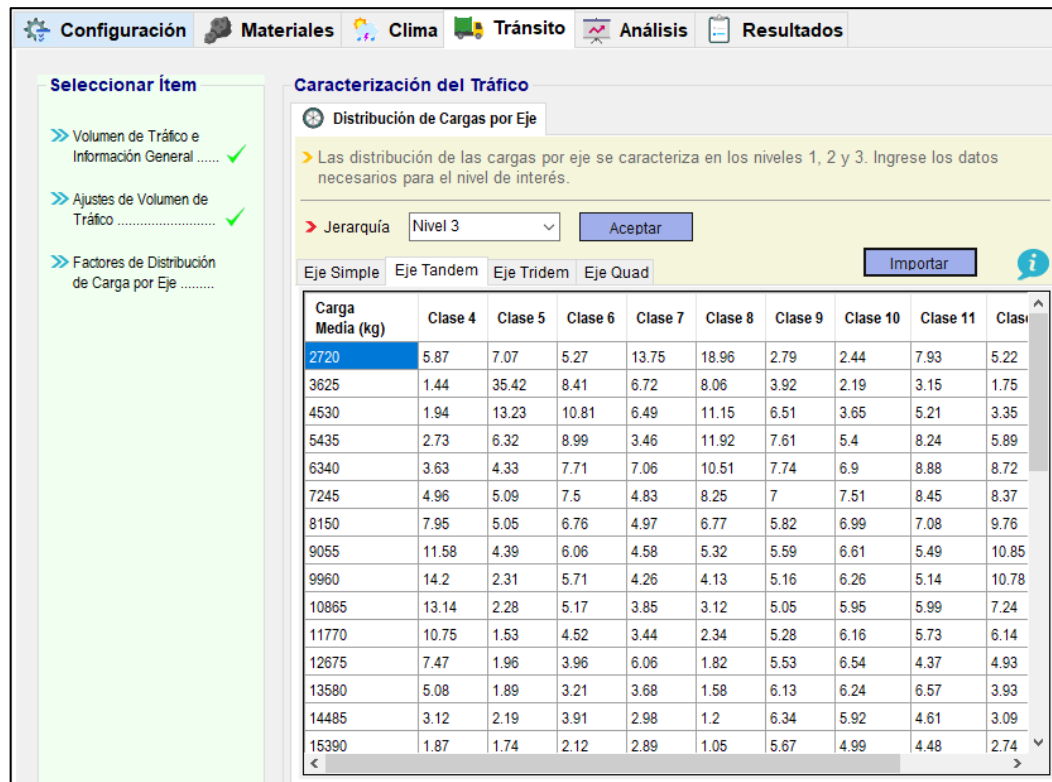 Configuración Materiales Clima Tránsito Análisis Resultados
Seleccionar Ítem
Volumen de Tráfico e
Información General ......
Ajustes de Volumen de
Tráfico ..........................
Factores de Distribución
de Carga por Eje .........
Caracterización del Tráfico
Distribución de Cargas por Eje
Las distribución de las cargas por eje se caracteriza en los niveles 1, 2 y 3. Ingrese los datos
necesarios para el nivel de interés.
Jerarquía Nivel 3 Aceptar
Importar
Eje Simple Eje Tandem Eje Tridem Eje Quad
Carga
Media (kg) Clase 4 Clase 5 Clase 6 Clase 7 Clase 8 Clase 9 Clase 10 Clase 11 Clase
2720 5.87 7.07 5.27 13.75 18.96 2.79 2.44 7.93 5.22
3625 1.44 35.42 8.41 6.72 8.06 3.92 2.19 3.15 1.75
4530 1.94 13.23 10.81 6.49 11.15 6.51 3.65 5.21 3.35
5435 2.73 6.32 8.99 3.46 11.92 7.61 5.4 8.24 5.89
6340 3.63 4.33 7.71 7.06 10.51 7.74 6.9 8.88 8.72
7245 4.96 5.09 7.5 4.83 8.25 7 7.51 8.45 8.37
8150 7.95 5.05 6.76 4.97 6.77 5.82 6.99 7.08 9.76
9055 11.58 4.39 6.06 4.58 5.32 5.59 6.61 5.49 10.85
9960 14.2 2.31 5.71 4.26 4.13 5.16 6.26 5.14 10.78
10865 13.14 2.28 5.17 3.85 3.12 5.05 5.95 5.99 7.24
11770 10.75 1.53 4.52 3.44 2.34 5.28 6.16 5.73 6.14
12675 7.47 1.96 3.96 6.06 1.82 5.53 6.54 4.37 4.93
13580 5.08 1.89 3.21 3.68 1.58 6.13 6.24 6.57 3.93
14485 3.12 2.19 3.91 2.98 1.2 6.34 5.92 4.61 3.09
15390 1.87 1.74 2.12 2.89 1.05 5.67 4.99 4.48 2.74